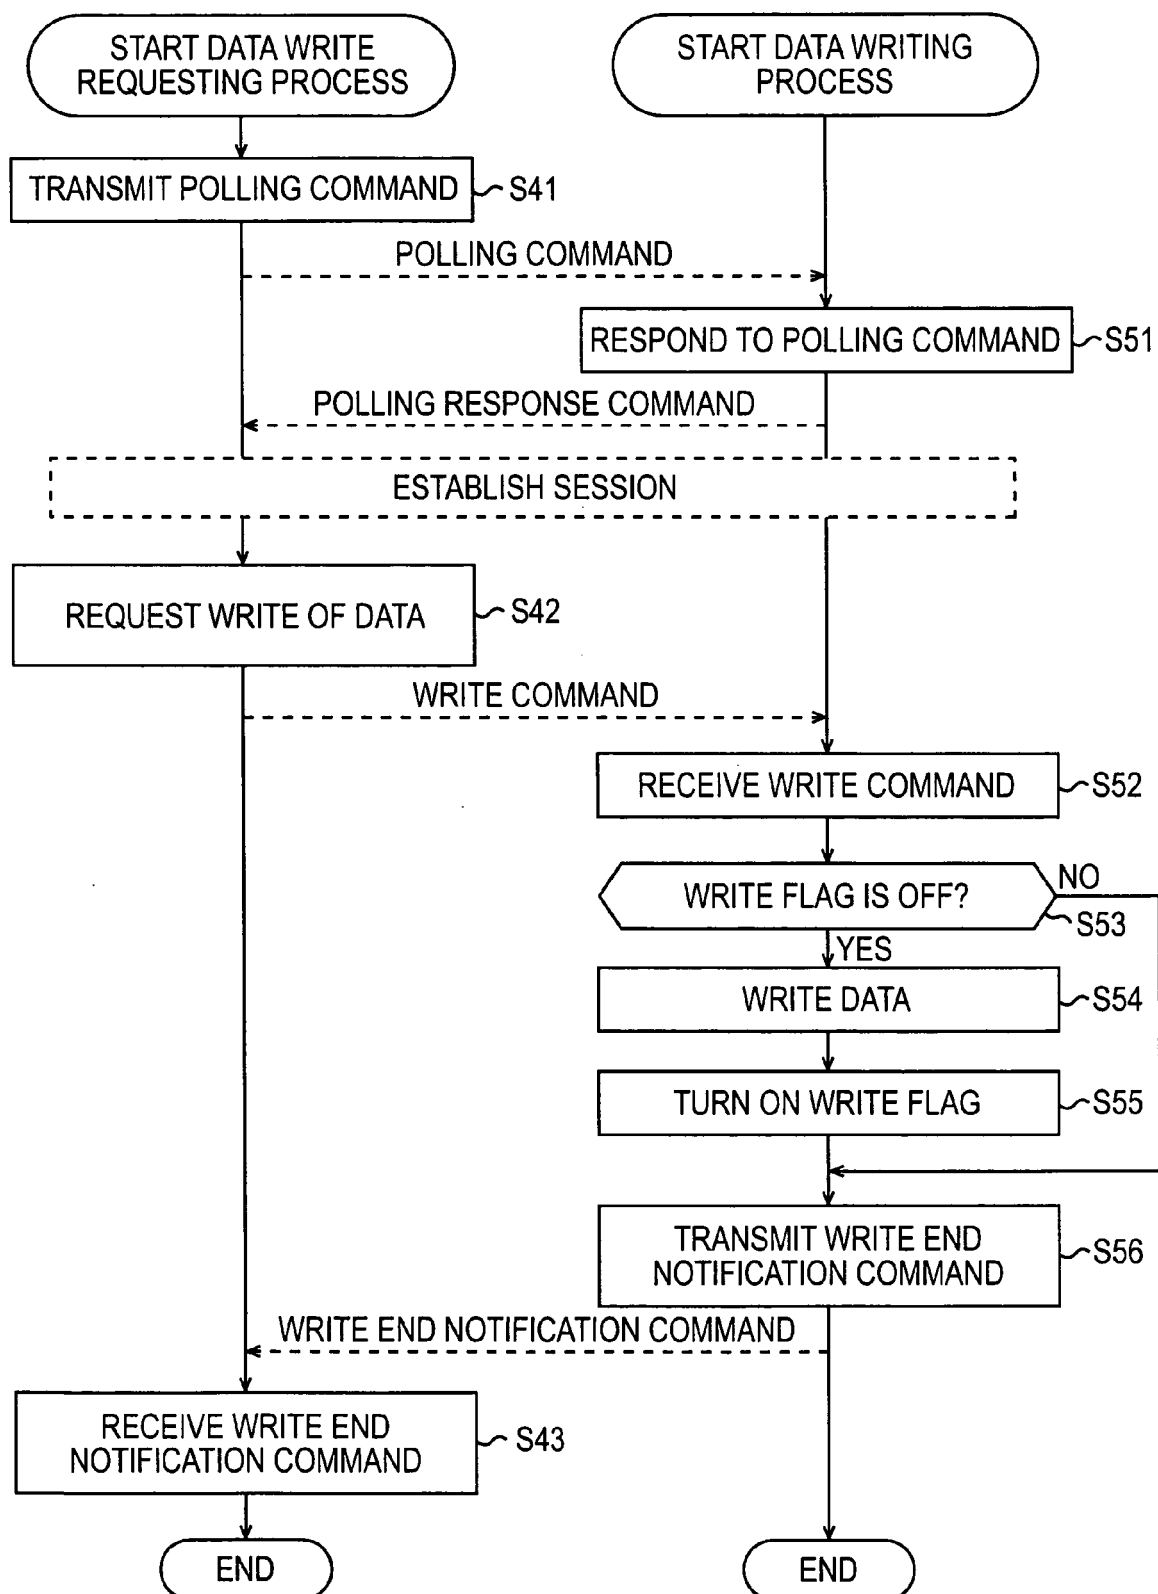 START DATA WRITE
REQUESTING PROCESS
START DATA WRITING
PROCESS
TRANSMIT POLLING COMMAND
S41
POLLING COMMAND
RESPOND TO POLLING COMMAND
S51
POLLING RESPONSE COMMAND
ESTABLISH SESSION
REQUEST WRITE OF DATA
S42
WRITE COMMAND
RECEIVE WRITE COMMAND
S52
WRITE FLAG IS OFF?
NO
S53
YES
WRITE DATA
S54
TURN ON WRITE FLAG
S55
TRANSMIT WRITE END
NOTIFICATION COMMAND
S56
WRITE END NOTIFICATION COMMAND
RECEIVE WRITE END
NOTIFICATION COMMAND
S43
END
END